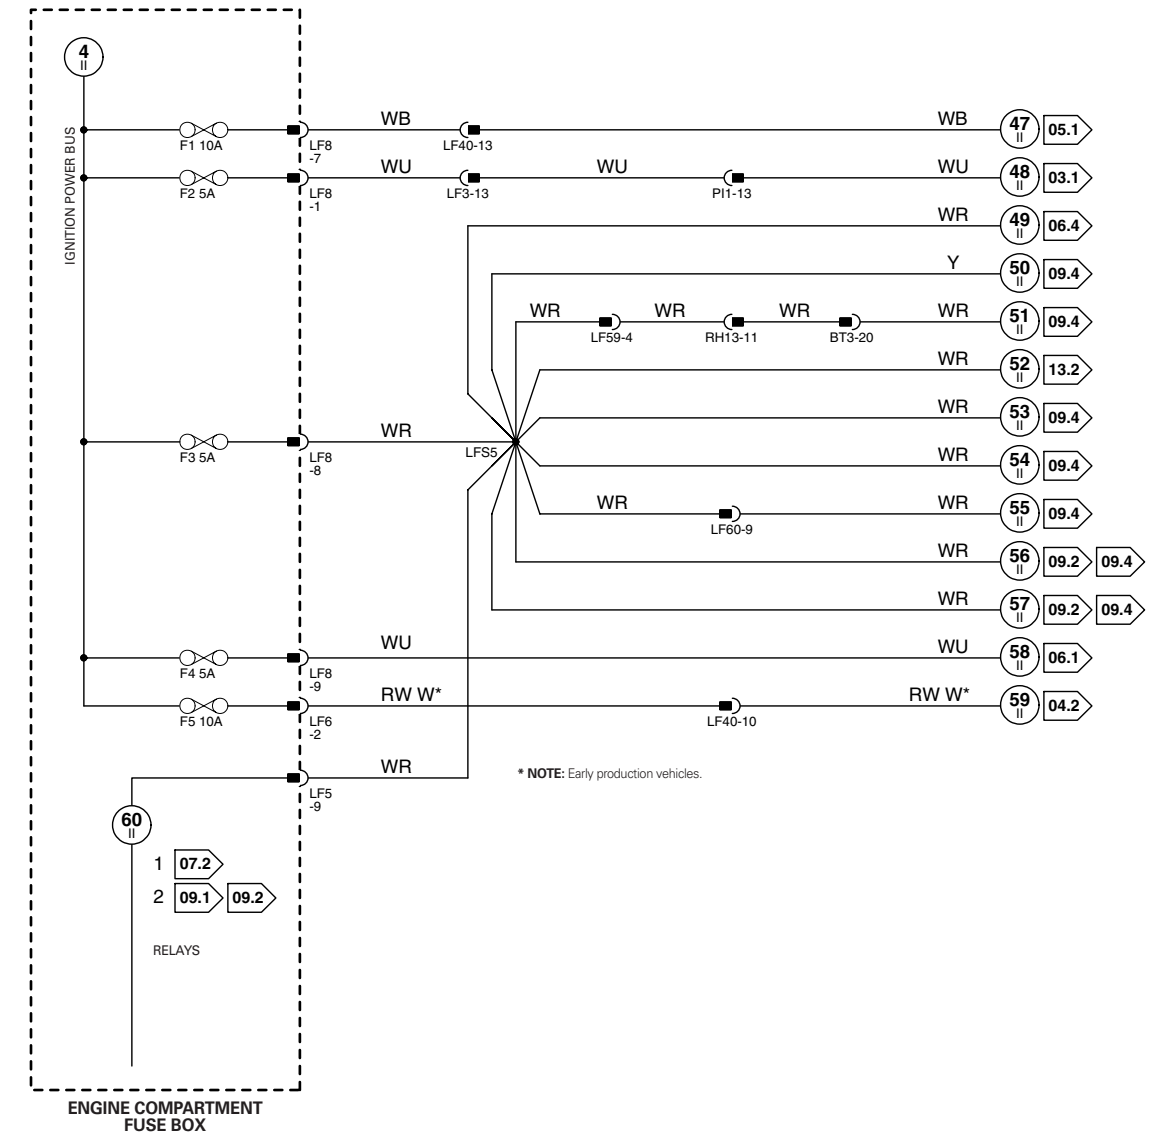 4
II
IGNITION POWER BUS
WB WB 47 05.1
II
F1 10A LF8 LF40-13
-7
WU WU WU 48 03.1
II
F2 5A LF8 LF3-13 PI1-13
-1
WR 49 06.4
II
Y 50 09.4
II
WR WR WR WR 51 09.4
II
LF59-4 RH13-11 BT3-20
WR 52 13.2
II
WR 53 09.4
II
WR
F3 5A LF8 LFS5
-8
WR 54 09.4
II
WR WR 55 09.4
II
LF60-9
WR 56 09.2 09.4
II
WR 57 09.2 09.4
II
WU WU 58 06.1
II
F4 5A LF8
-9
RW W* RW W* 59 04.2
II
F5 10A LF6 LF40-10
-2
WR
* NOTE: Early production vehicles.
LF5
-9
60
II
1 07.2
2 09.1 09.2
RELAYS
ENGINE COMPARTMENT
FUSE BOX